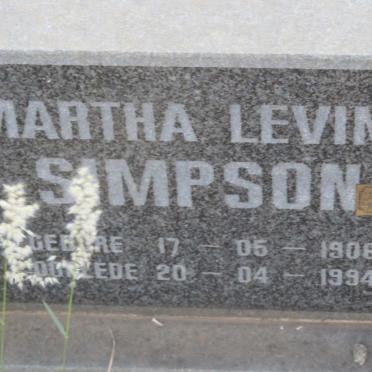 MARTHA LEVIN
SIMPSON
GEBORE 17 - 05 - 1908
OORLEDE 20 - 04 - 1994